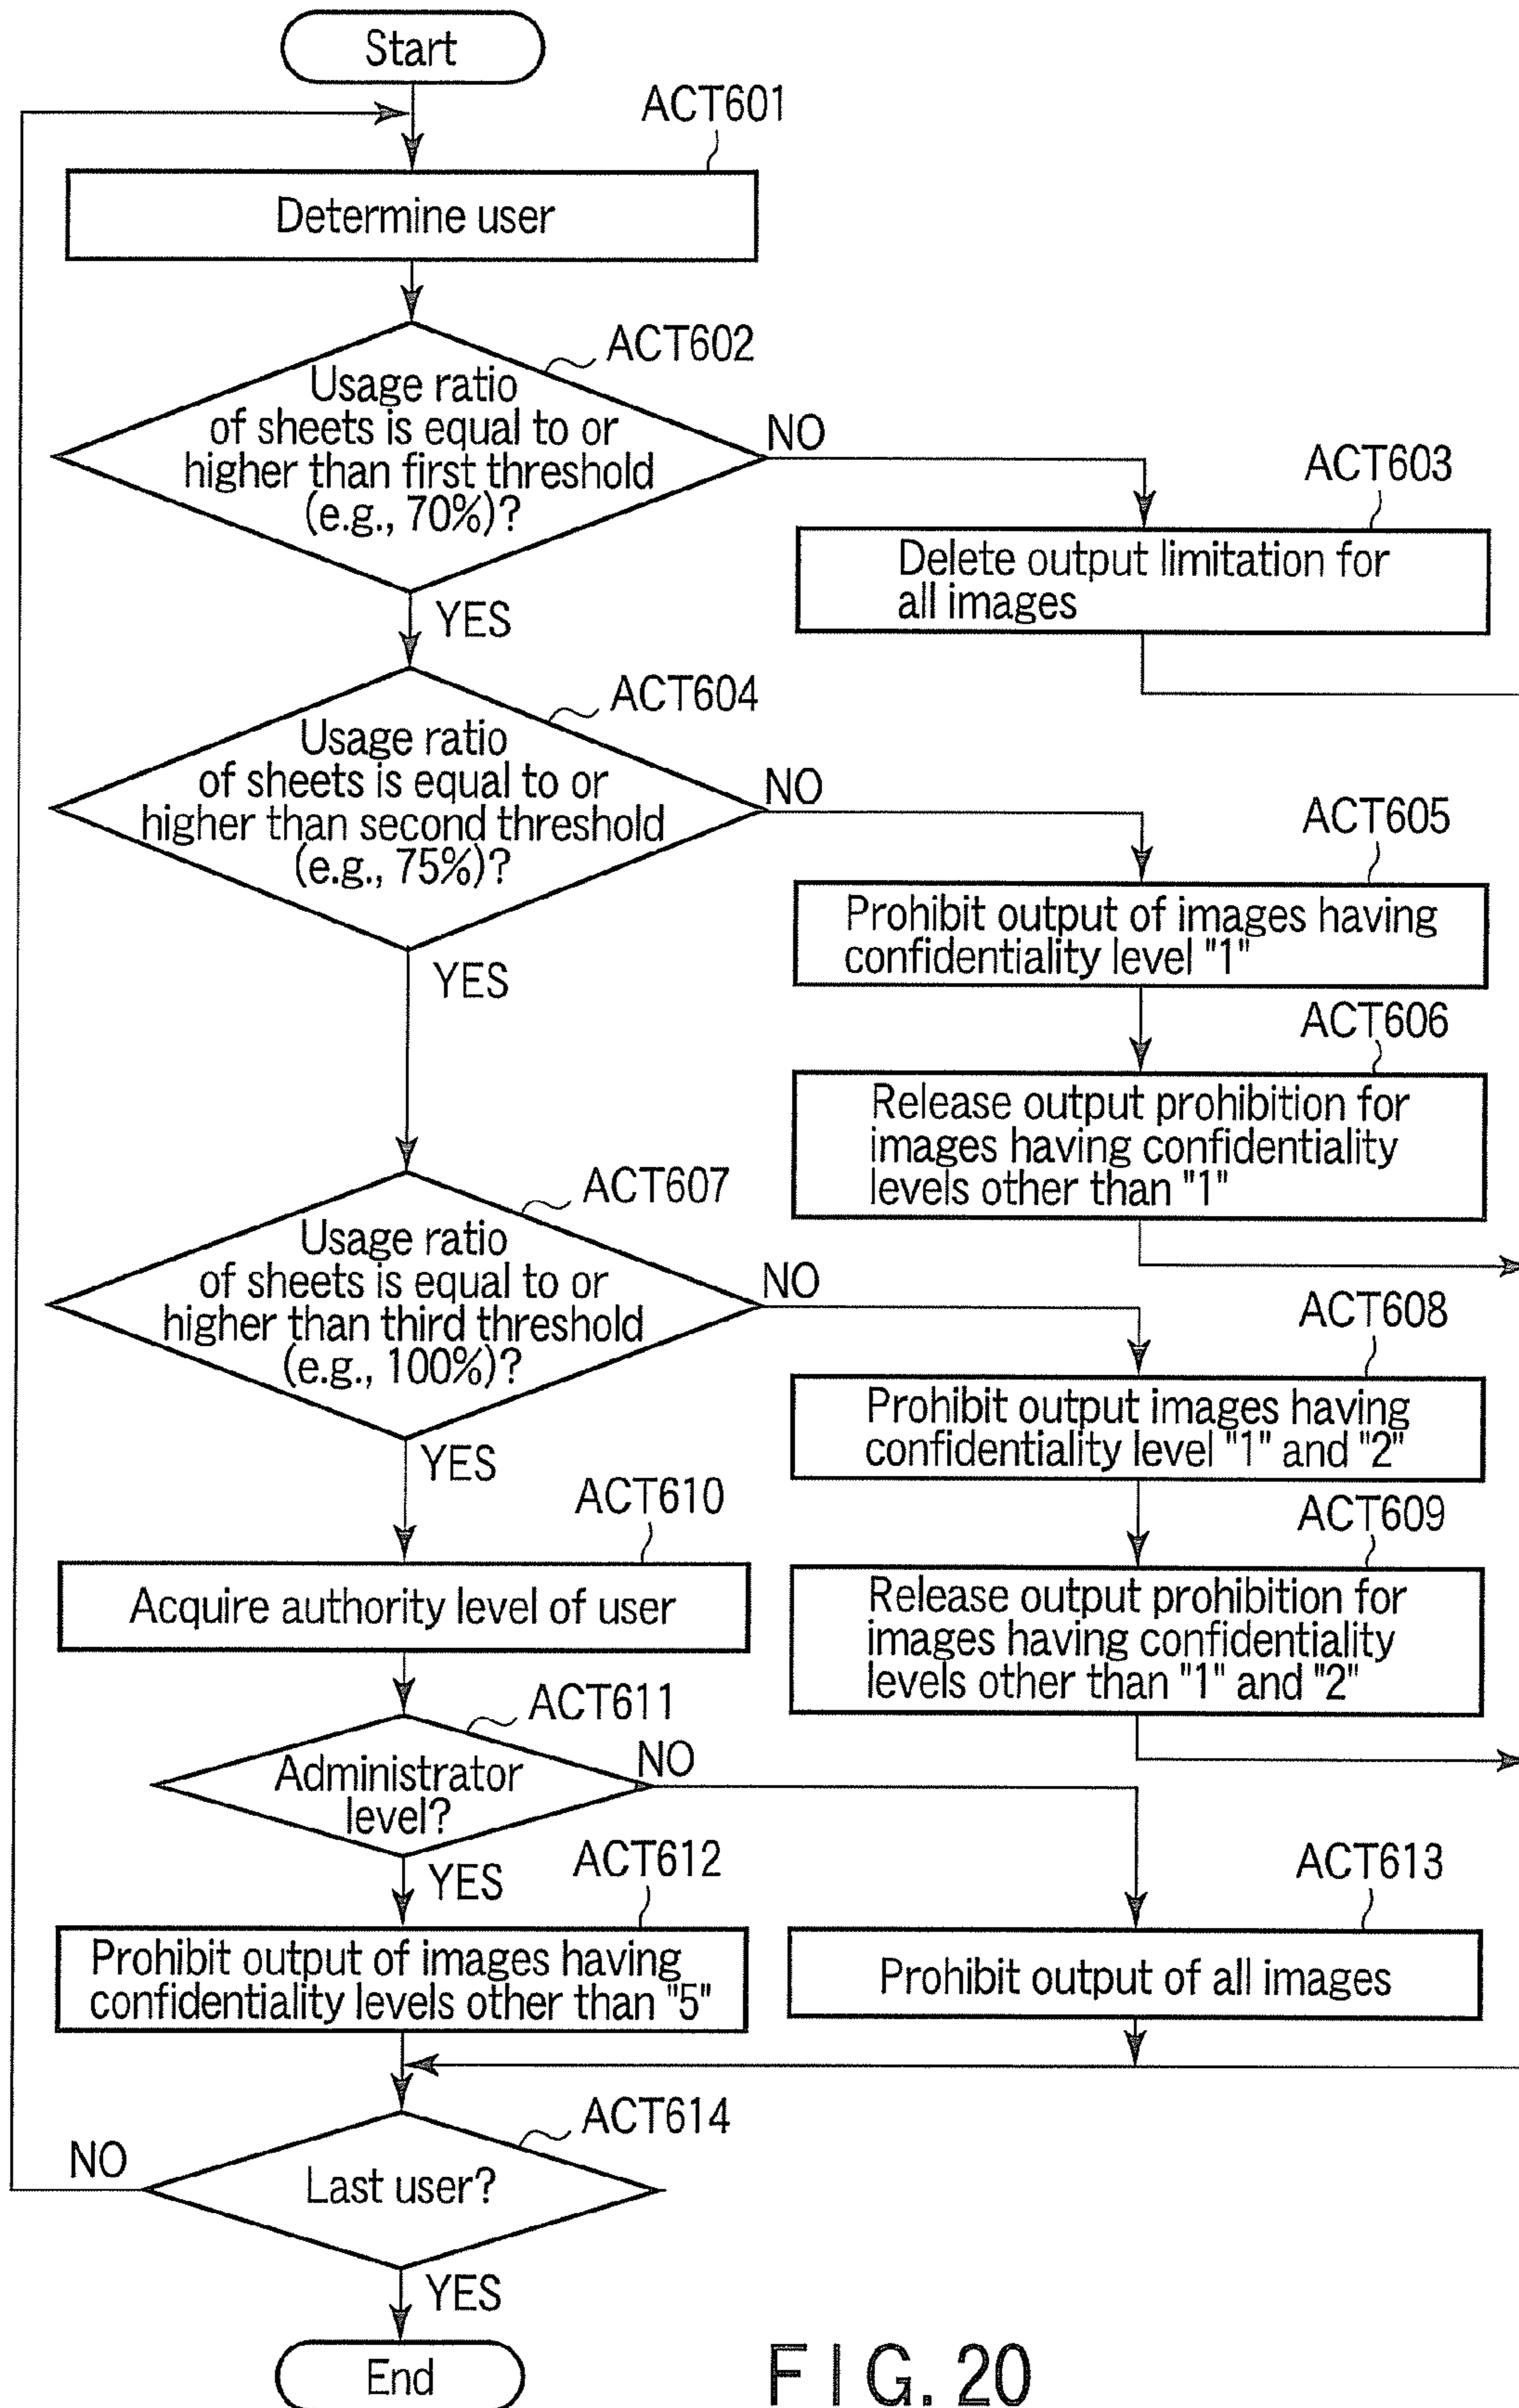 Start
ACT601
Determine user
ACT602
Usage ratio
of sheets is equal to or
higher than first threshold
(e.g., 70%)?
NO
YES
ACT603
Delete output limitation for
all images
ACT604
Usage ratio
of sheets is equal to or
higher than second threshold
(e.g., 75%)?
NO
YES
ACT605
Prohibit output of images having
confidentiality level "1"
ACT606
Release output prohibition for
images having confidentiality
levels other than "1"
ACT607
Usage ratio
of sheets is equal to or
higher than third threshold
(e.g., 100%)?
NO
YES
ACT608
Prohibit output images having
confidentiality level "1" and "2"
ACT609
Release output prohibition for
images having confidentiality
levels other than "1" and "2"
ACT610
Acquire authority level of user
ACT611
Administrator
level?
NO
YES
ACT612
Prohibit output of images having
confidentiality levels other than "5"
ACT613
Prohibit output of all images
ACT614
Last user?
NO
YES
End
FIG. 20